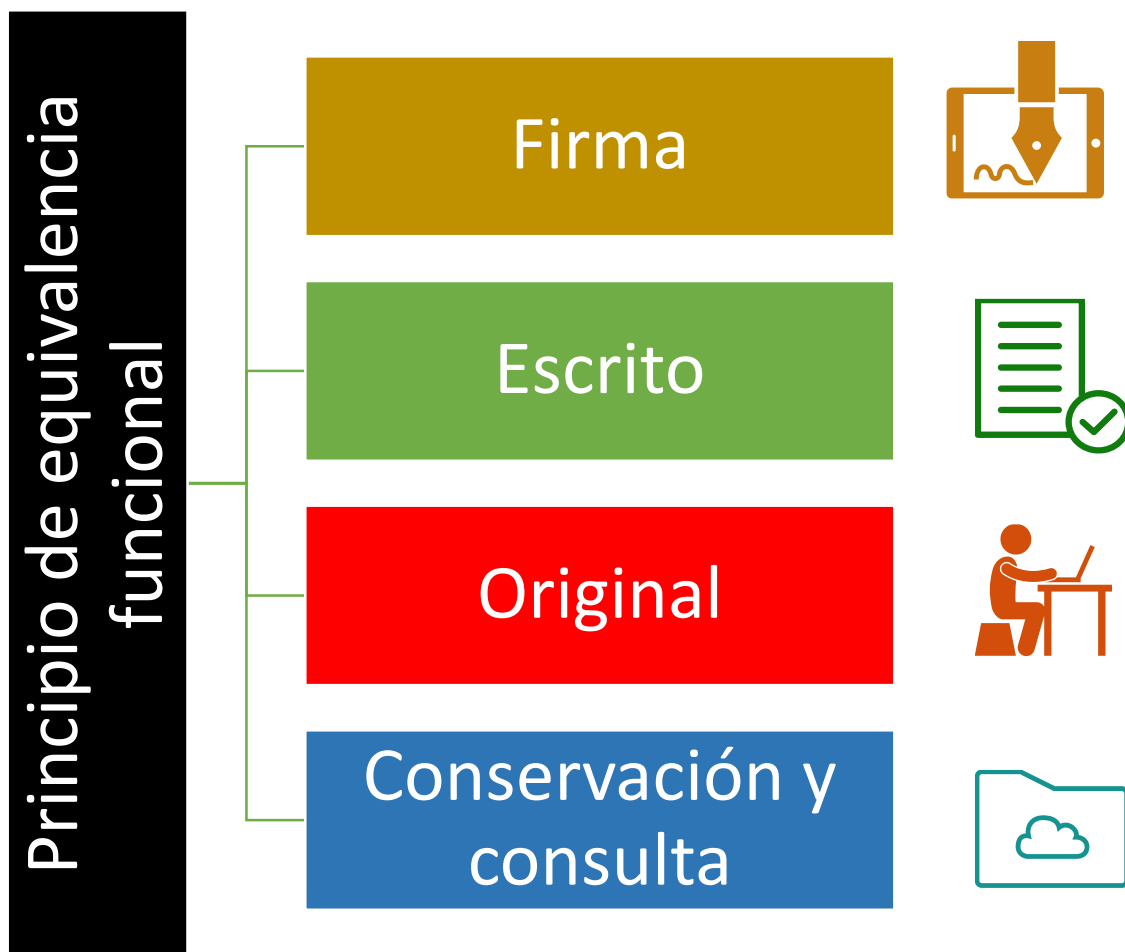 Principio de equivalencia
funcional
Firma
Escrito
Original
Conservación y
consulta